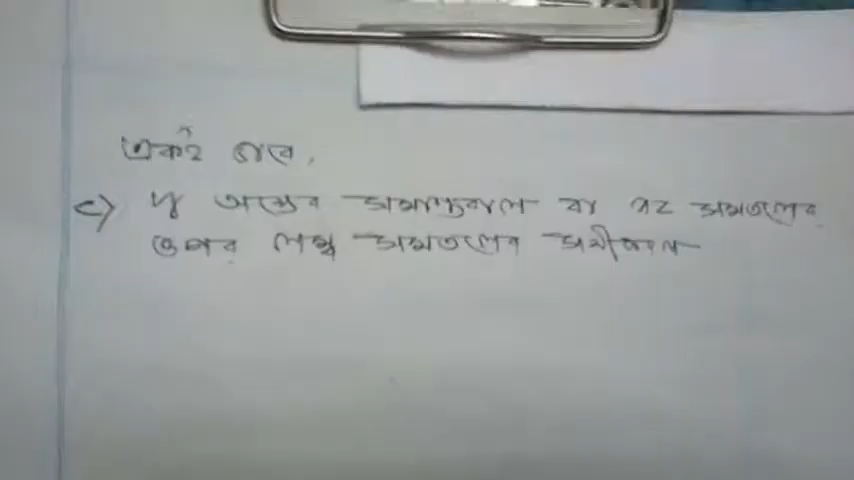 একই ভাবে,
c) y অক্ষের সমান্তরাল বা xz সমতলের
উপর লম্ব সমতলের সমীকরণ